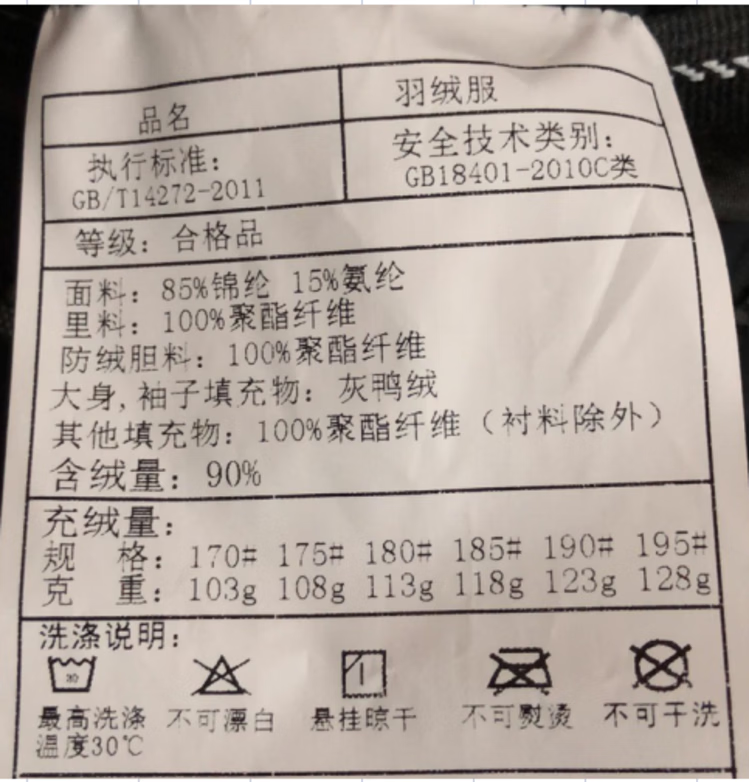 品名 羽绒服
执行标准: 安全技术类别:
GB/T14272-2011 GB18401-2010C类
等级: 合格品
面料: 85%锦纶 15%氨纶
里料: 100%聚酯纤维
防绒胆料: 100%聚酯纤维
大身,袖子填充物: 灰鸭绒
其他填充物: 100%聚酯纤维（衬料除外）
含绒量: 90%
充绒量:
规 格: 170# 175# 180# 185# 190# 195#
克 重: 103g 108g 113g 118g 123g 128g
洗涤说明:
30
最高洗涤 不可漂白 悬挂晾干 不可熨烫 不可干洗
温度30℃